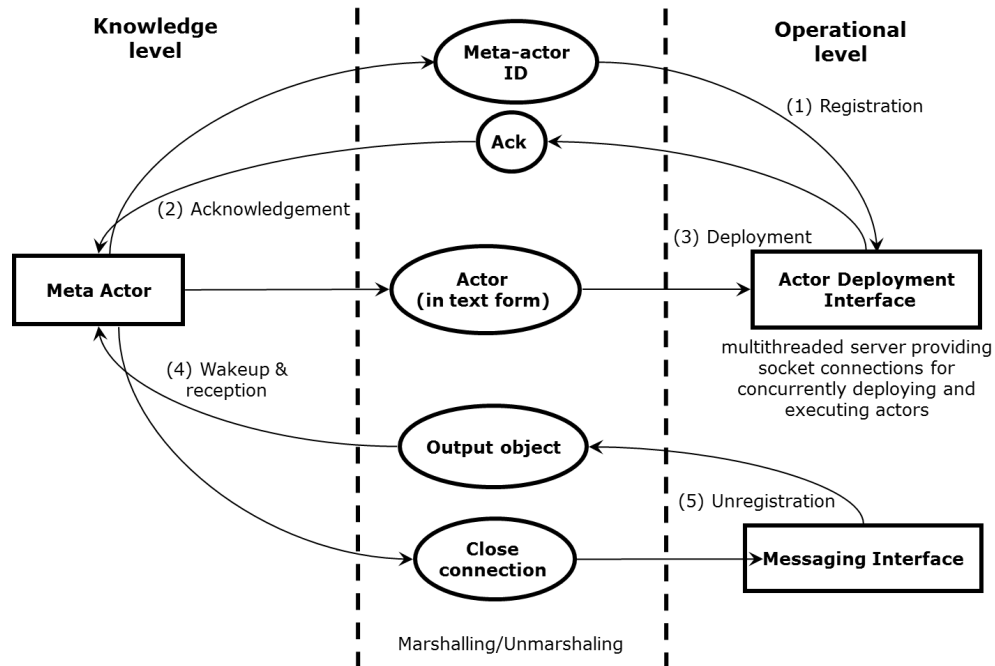 Knowledge
level
Operational
level
Meta-actor
ID
(1) Registration
Ack
(2) Acknowledgement
(3) Deployment
Meta Actor
Actor
(in text form)
Actor Deployment
Interface
multithreaded server providing
socket connections for
concurrently deploying and
executing actors
(4) Wakeup &
reception
Output object
(5) Unregistration
Close
connection
Messaging Interface
Marshalling/Unmarshaling